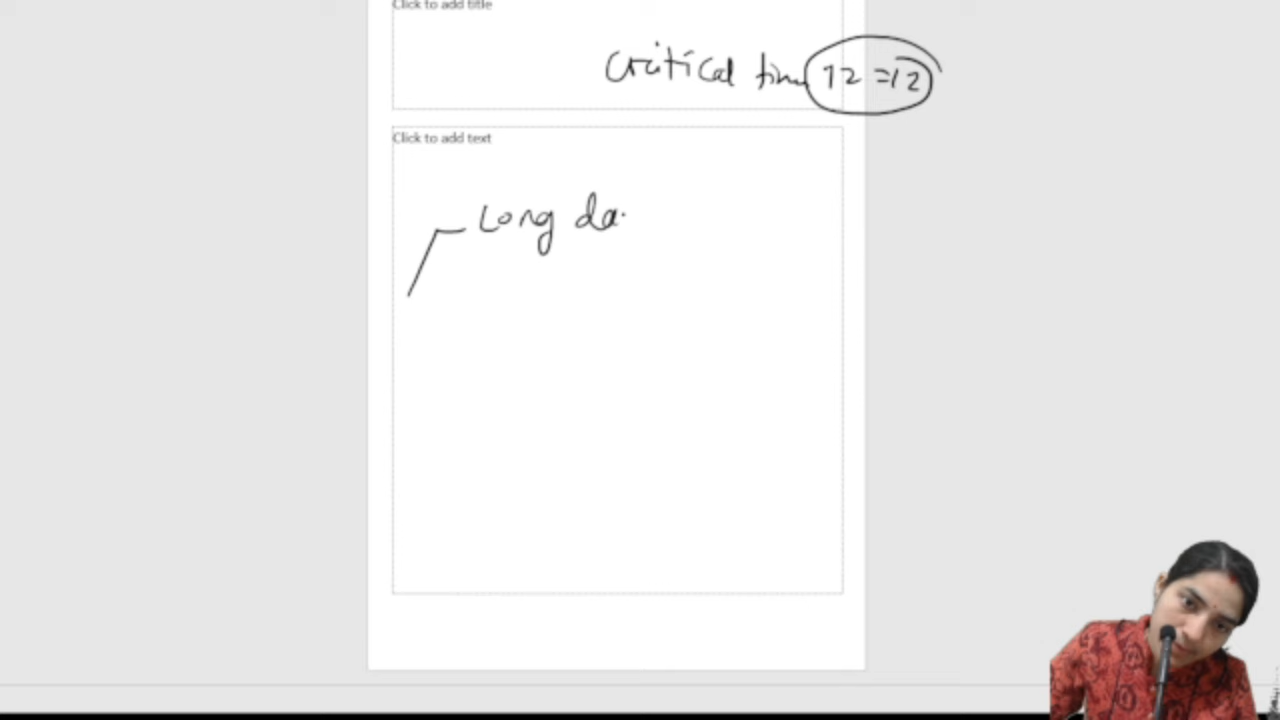 Click to add title
Critical time 12 = 12
Click to add text
Long da